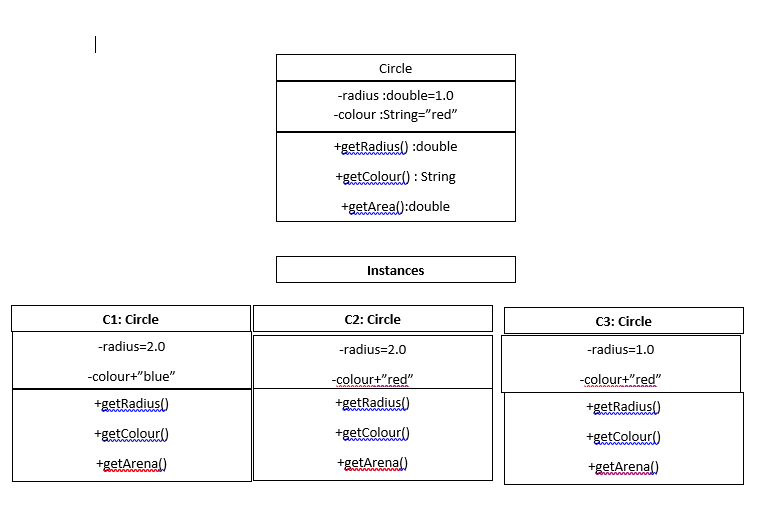 Circle
-radius :double=1.0
-colour :String=”red”
+getRadius() :double
+getColour() : String
+getArea():double
Instances
C1: Circle
-radius=2.0
-colour+”blue”
+getRadius()
+getColour()
+getArena()
C2: Circle
-radius=2.0
-colour+”red”
+getRadius()
+getColour()
+getArena()
C3: Circle
-radius=1.0
-colour+”red”
+getRadius()
+getColour()
+getArena()